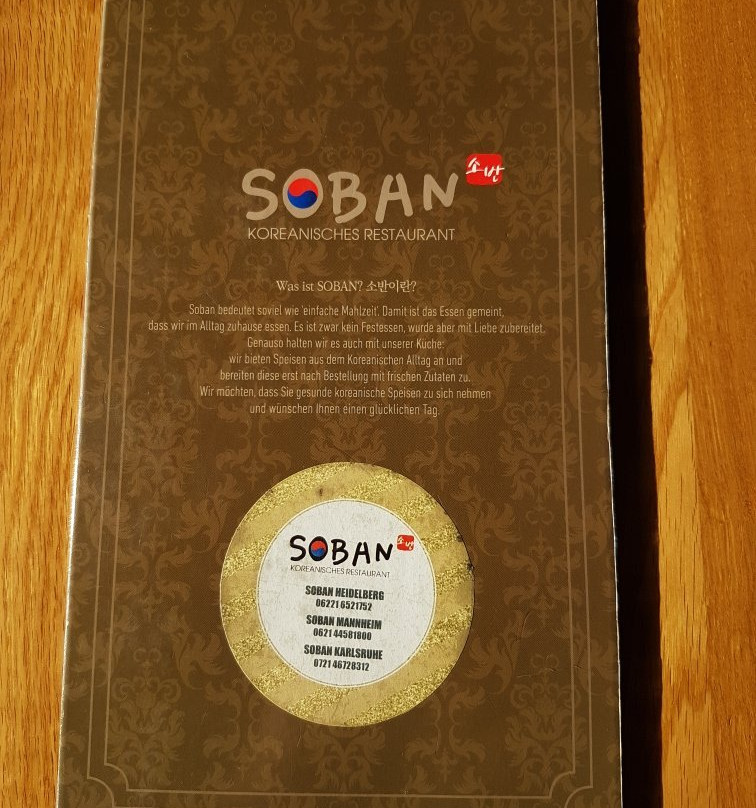 SOBAN 소반
KOREANISCHES RESTAURANT
Was ist SOBAN? 소반이란?
Soban bedeutet soviel wie 'einfache Mahlzeit'. Damit ist das Essen gemeint,
dass wir im Alltag zuhause essen. Es ist zwar kein Festessen, wurde aber mit Liebe zubereitet.
Genauso halten wir es auch mit unserer Küche:
wir bieten Speisen aus dem Koreanischen Alltag an und
bereiten diese erst nach Bestellung mit frischen Zutaten zu.
Wir möchten, dass Sie gesunde koreanische Speisen zu sich nehmen
und wünschen Ihnen einen glücklichen Tag.
SOBAN 소반
KOREANISCHES RESTAURANT
SOBAN HEIDELBERG
06221 6521752
SOBAN MANNHEIM
0621 44581800
SOBAN KARLSRUHE
0721 46728312